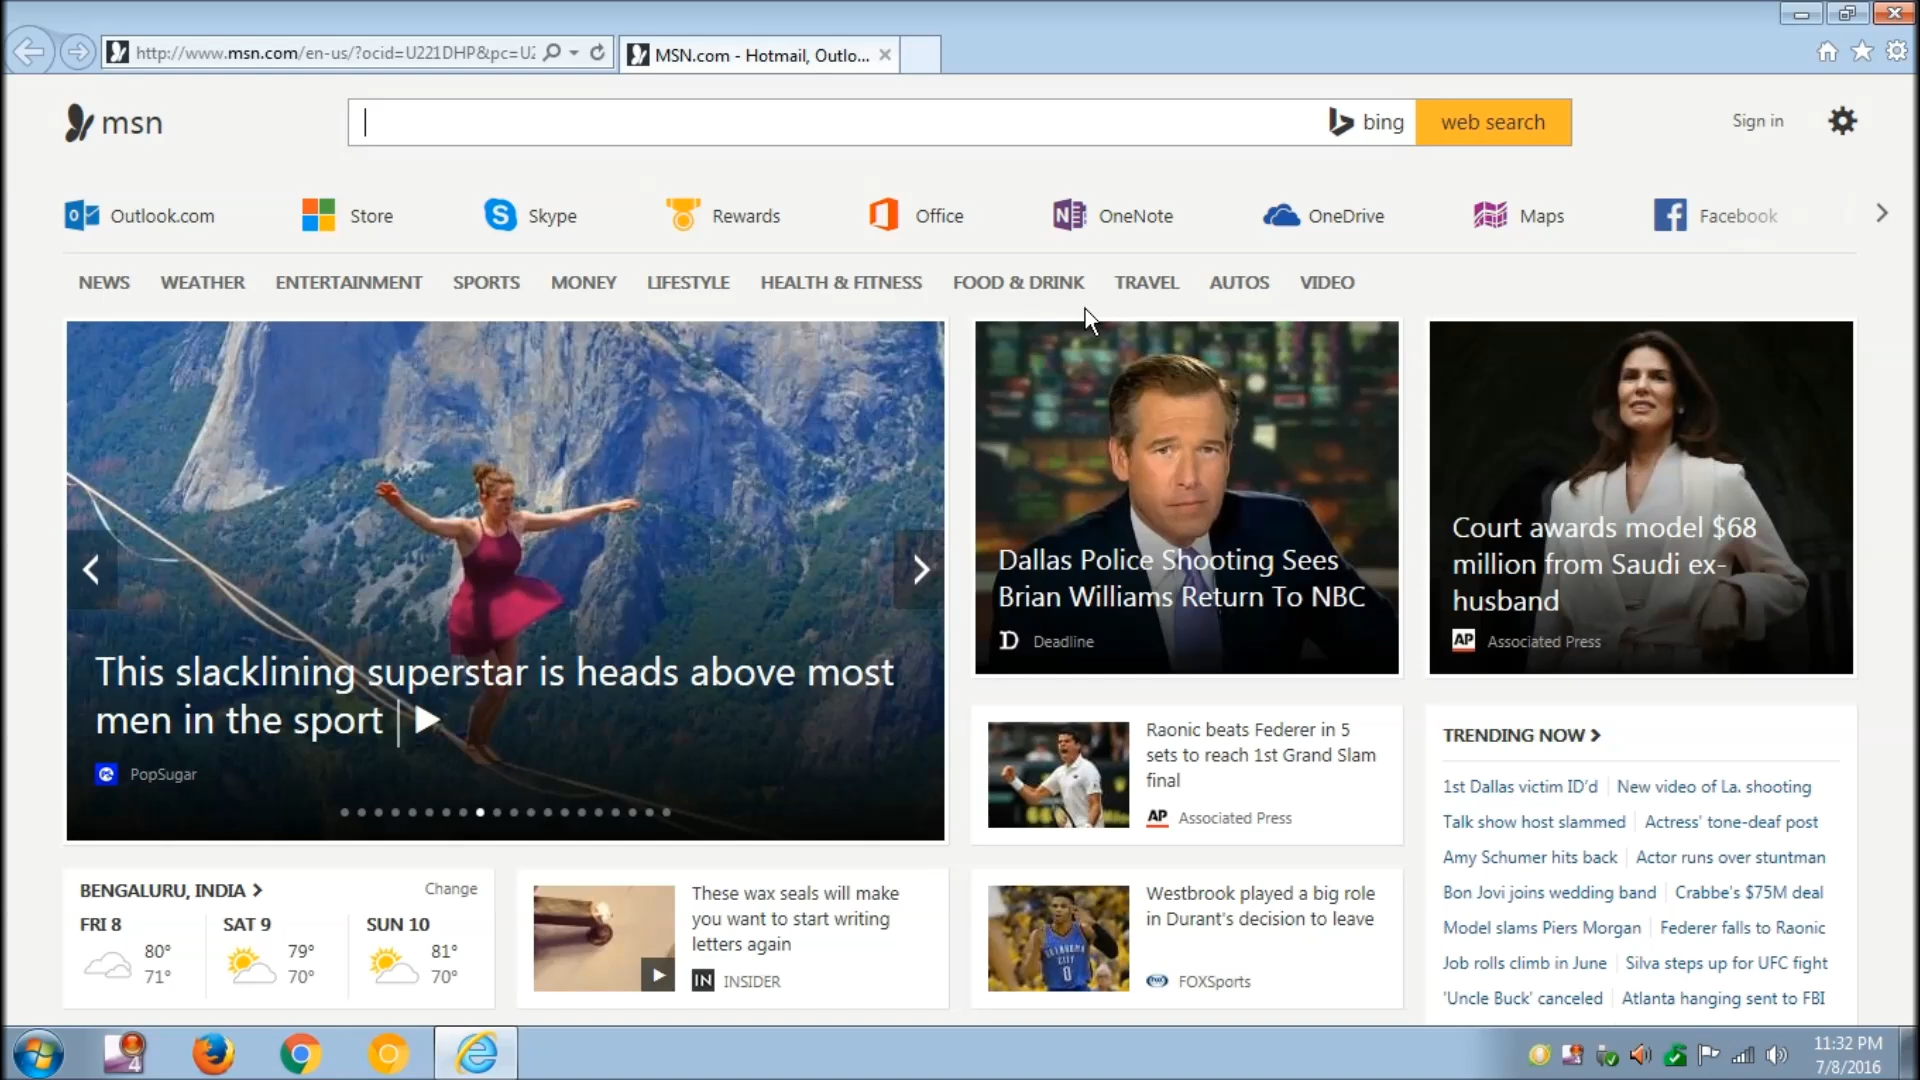 http://www.msn.com/en-us/?ocid=U221DHP&pc=U2
MSN.com - Hotmail, Outlo...
msn
bing
web search
Sign in
Outlook.com
Store
Skype
Rewards
Office
OneNote
OneDrive
Maps
Facebook
NEWS
WEATHER
ENTERTAINMENT
SPORTS
MONEY
LIFESTYLE
HEALTH & FITNESS
FOOD & DRINK
TRAVEL
AUTOS
VIDEO
This slacklining superstar is heads above most
men in the sport
PopSugar
Dallas Police Shooting Sees
Brian Williams Return To NBC
D Deadline
Court awards model $68
million from Saudi ex-
husband
AP Associated Press
Raonic beats Federer in 5
sets to reach 1st Grand Slam
final
AP Associated Press
TRENDING NOW
1st Dallas victim ID'd
New video of La. shooting
Talk show host slammed
Actress' tone-deaf post
Amy Schumer hits back
Actor runs over stuntman
Bon Jovi joins wedding band
Crabbe's $75M deal
Model slams Piers Morgan
Federer falls to Raonic
Job rolls climb in June
Silva steps up for UFC fight
'Uncle Buck' canceled
Atlanta hanging sent to FBI
BENGALURU, INDIA
Change
FRI 8
80°
71°
SAT 9
79°
70°
SUN 10
81°
70°
These wax seals will make
you want to start writing
letters again
IN INSIDER
Westbrook played a big role
in Durant's decision to leave
FOXSports
OKLAHOMA
CITY
0
4
11:32 PM
7/8/2016